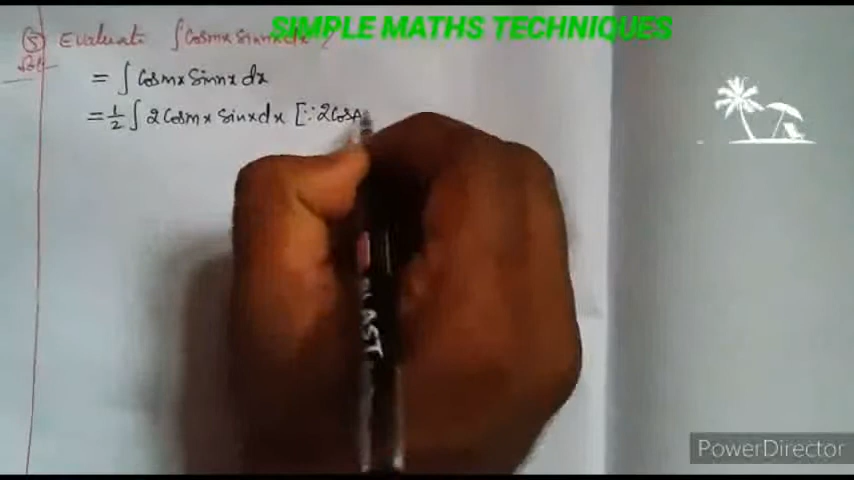 SIMPLE MATHS TECHNIQUES
⑤ Evaluate ∫ Cosmx Sinnx dx ?
Sol:
= ∫ Cosmx Sinnx dx
= 1/2 ∫ 2 Cosmx Sinx dx [∵ 2CosA
PowerDirector